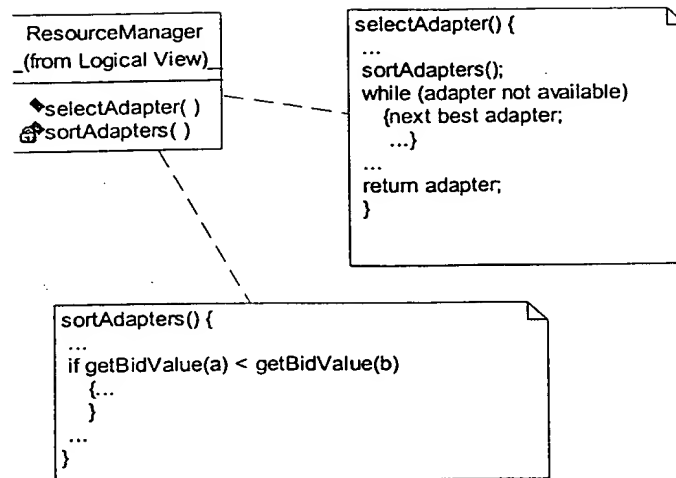 ResourceManager
_(from Logical View)_
selectAdapter( )
sortAdapters( )
selectAdapter() {
...
sortAdapters();
while (adapter not available)
{next best adapter;
...}
...
return adapter;
}
sortAdapters() {
...
if getBidValue(a) < getBidValue(b)
{...
}
...
}